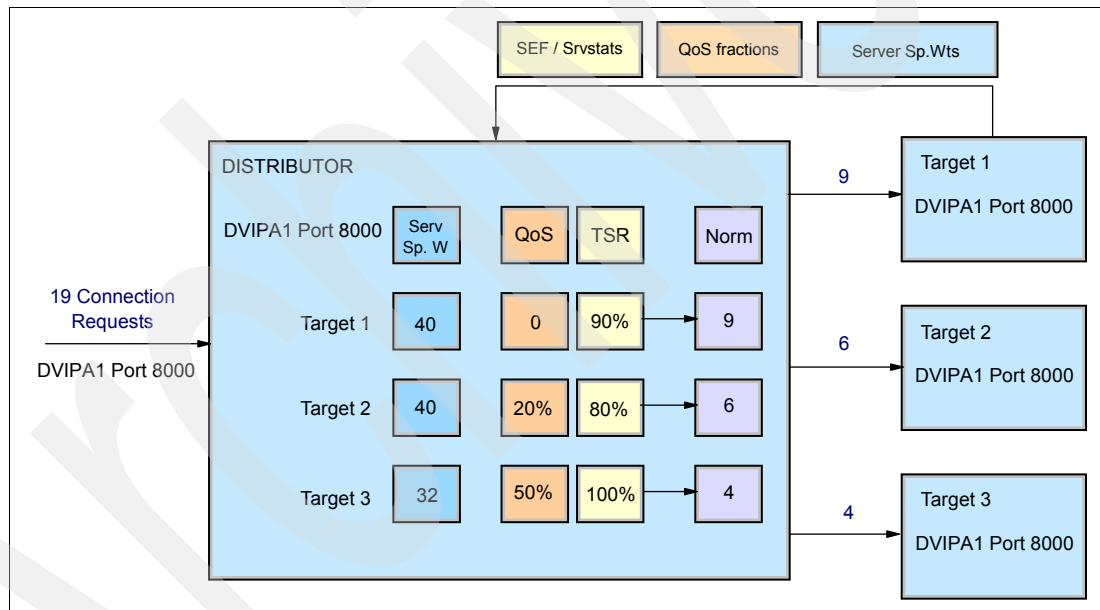 SEF / Srvstats
QoS fractions
Server Sp.Wts
DISTRIBUTOR
DVIPA1 Port 8000
Serv
Sp. W
QoS
TSR
Norm
19 Connection
Requests
DVIPA1 Port 8000
Target 1
40
0
90%
9
Target 2
40
20%
80%
6
Target 3
32
50%
100%
4
9
Target 1
DVIPA1 Port 8000
6
Target 2
DVIPA1 Port 8000
4
Target 3
DVIPA1 Port 8000